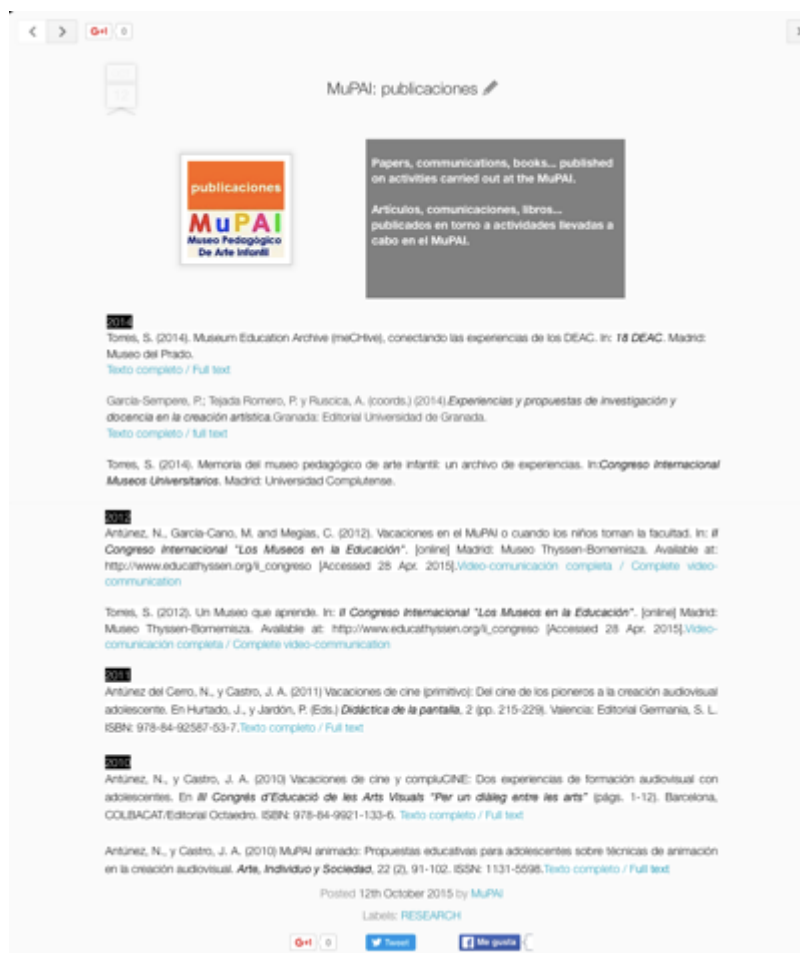 G+1 0
MuPAI: publicaciones
12
publicaciones
MuPAI
Museo Pedagógico
De Arte Infantil
Papers, communications, books... published
on activities carried out at the MuPAI.
Artículos, comunicaciones, libros...
publicados en torno a actividades llevadas a
cabo en el MuPAI.
2014
Torres, S. (2014). Museum Education Archive (meCHive), conectando las experiencias de los DEAC. In: 18 DEAC. Madrid:
Museo del Prado.
Texto completo / Full text
García-Sempere, P.; Tejada Romero, P. y Ruscica, A. (coords.) (2014).Experiencias y propuestas de investigación y
docencia en la creación artística.Granada: Editorial Universidad de Granada.
Texto completo / full text
Torres, S. (2014). Memoria del museo pedagógico de arte infantil: un archivo de experiencias. In:Congreso Internacional
Museos Universitarios. Madrid: Universidad Complutense.
2012
Antúnez, N., García-Cano, M. and Megías, C. (2012). Vacaciones en el MuPAI o cuando los niños toman la facultad. In: II
Congreso Internacional "Los Museos en la Educación". [online] Madrid: Museo Thyssen-Bornemisza. Available at:
http://www.educathyssen.org/ii_congreso [Accessed 28 Apr. 2015].Video-comunicación completa / Complete video-
communication
Torres, S. (2012). Un Museo que aprende. In: II Congreso Internacional "Los Museos en la Educación". [online] Madrid:
Museo Thyssen-Bornemisza. Available at: http://www.educathyssen.org/ii_congreso [Accessed 28 Apr. 2015].Video-
comunicación completa / Complete video-communication
2011
Antúnez del Cerro, N., y Castro, J. A. (2011) Vacaciones de cine (primitivo): Del cine de los pioneros a la creación audiovisual
adolescente. En Hurtado, J., y Jardón, P. (Eds.) Didáctica de la pantalla, 2 (pp. 215-229). Valencia: Editorial Germania, S. L.
ISBN: 978-84-92587-53-7.Texto completo / Full text
2010
Antúnez, N., y Castro, J. A. (2010) Vacaciones de cine y compluCINE: Dos experiencias de formación audiovisual con
adolescentes. En III Congrés d'Educació de les Arts Visuals "Per un diàleg entre les arts" (págs. 1-12). Barcelona,
COLBACAT/Editorial Octaedro. ISBN: 978-84-9921-133-6. Texto completo / Full text
Antúnez, N., y Castro, J. A. (2010) MuPAI animado: Propuestas educativas para adolescentes sobre técnicas de animación
en la creación audiovisual. Arte, Individuo y Sociedad, 22 (2), 91-102. ISSN: 1131-5598.Texto completo / Full text
Posted 12th October 2015 by MuPAI
Labels: RESEARCH
G+1 0 Tweet Me gusta